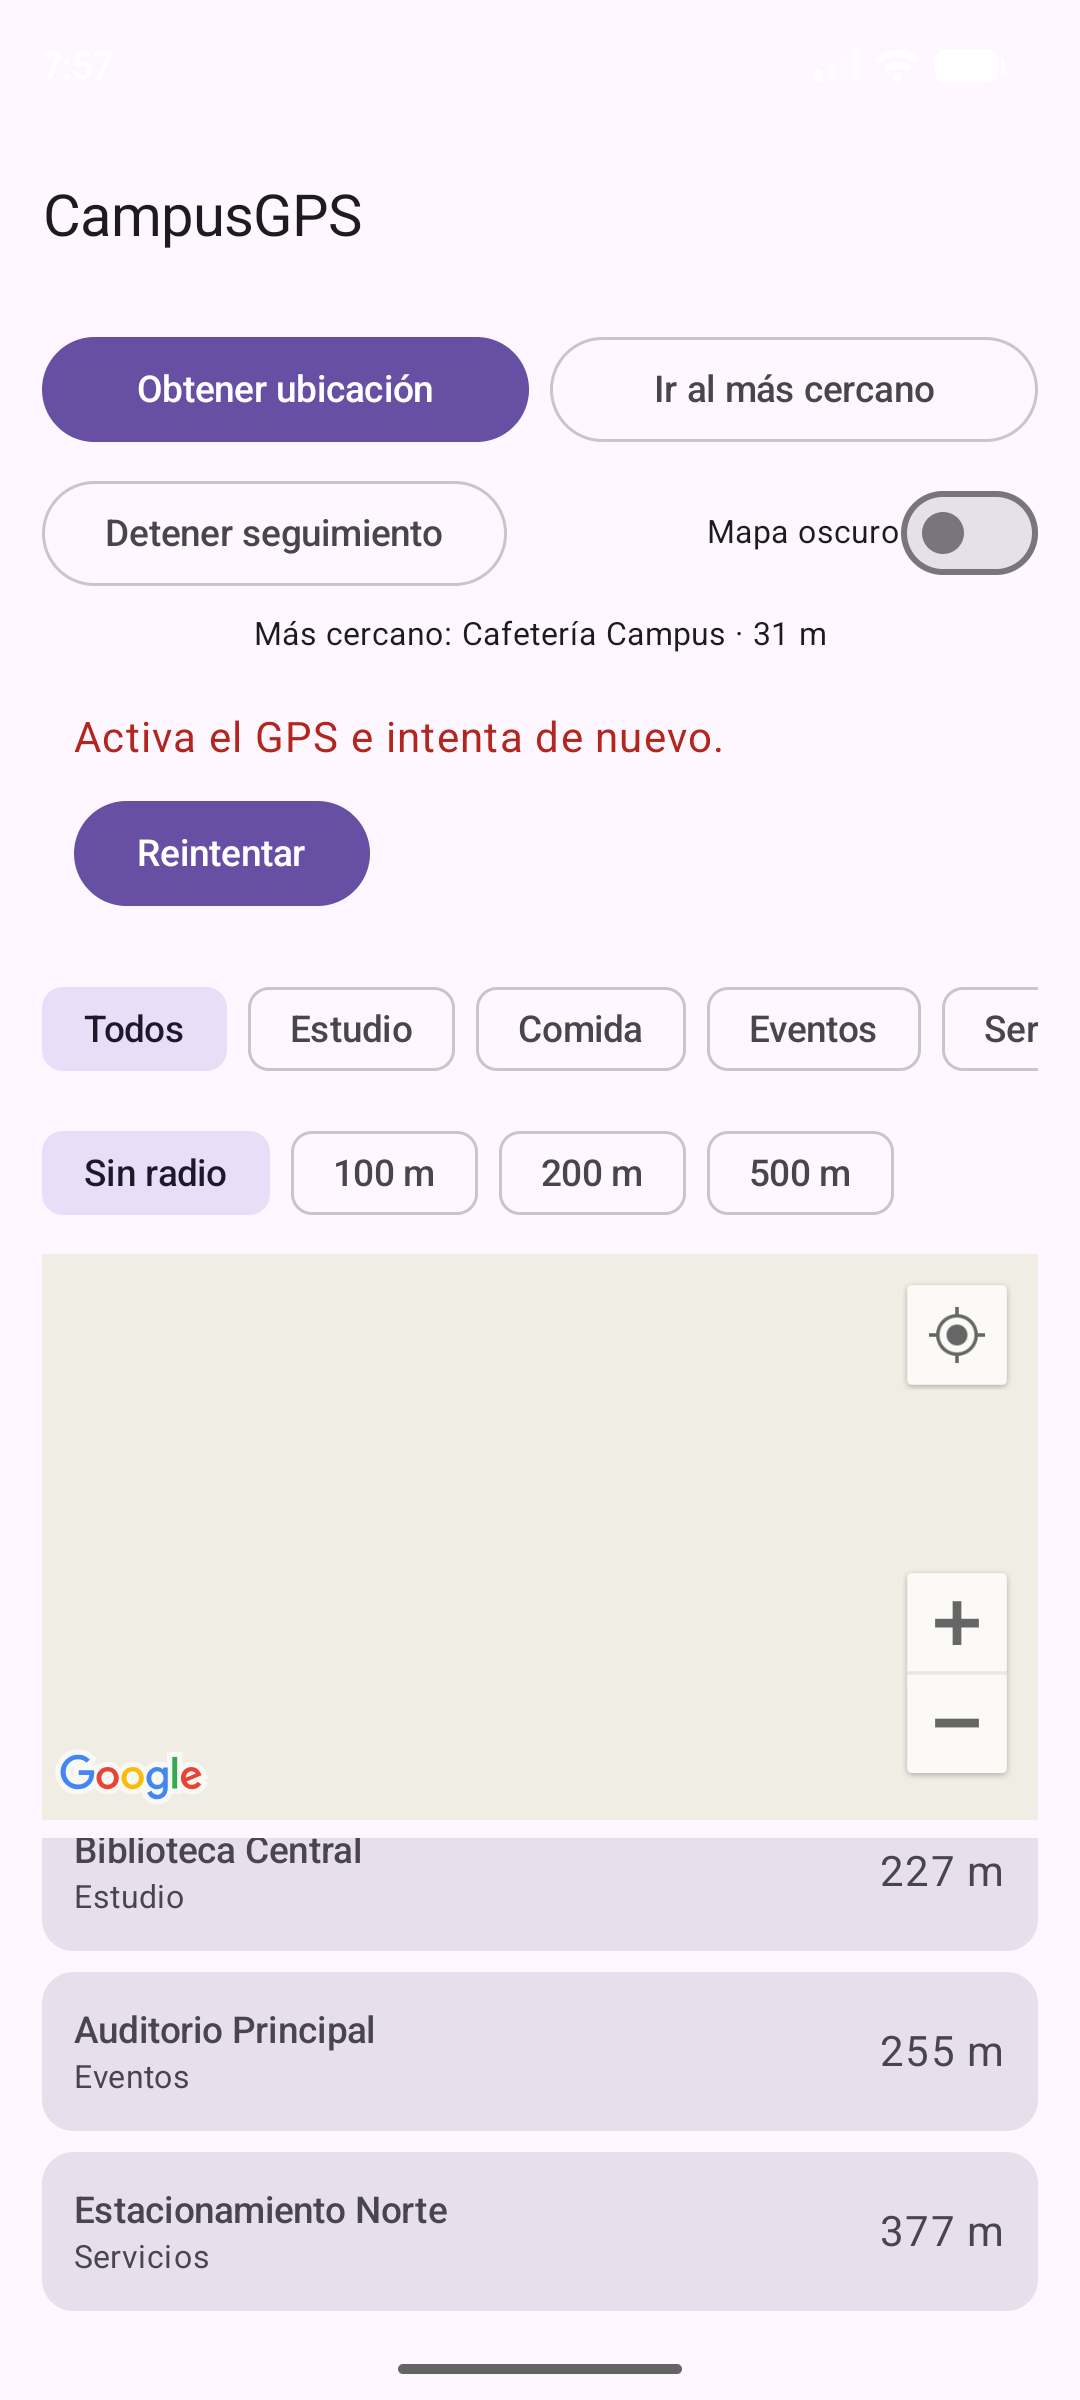 7:57
CampusGPS
Obtener ubicación
Ir al más cercano
Detener seguimiento
Mapa oscuro
Más cercano: Cafetería Campus · 31 m
Activa el GPS e intenta de nuevo.
Reintentar
Todos
Estudio
Comida
Eventos
Ser
Sin radio
100 m
200 m
500 m
Google
Biblioteca Central
Estudio
227 m
Auditorio Principal
Eventos
255 m
Estacionamiento Norte
Servicios
377 m